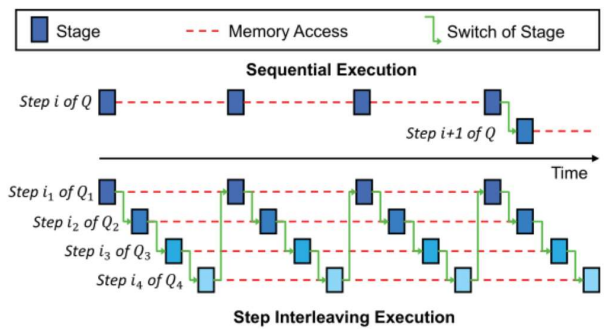 Stage Memory Access Switch of Stage
Sequential Execution
Step i of Q
Step i+1 of Q
Time
Step i₁ of Q₁
Step i₂ of Q₂
Step i₃ of Q₃
Step i₄ of Q₄
Step Interleaving Execution